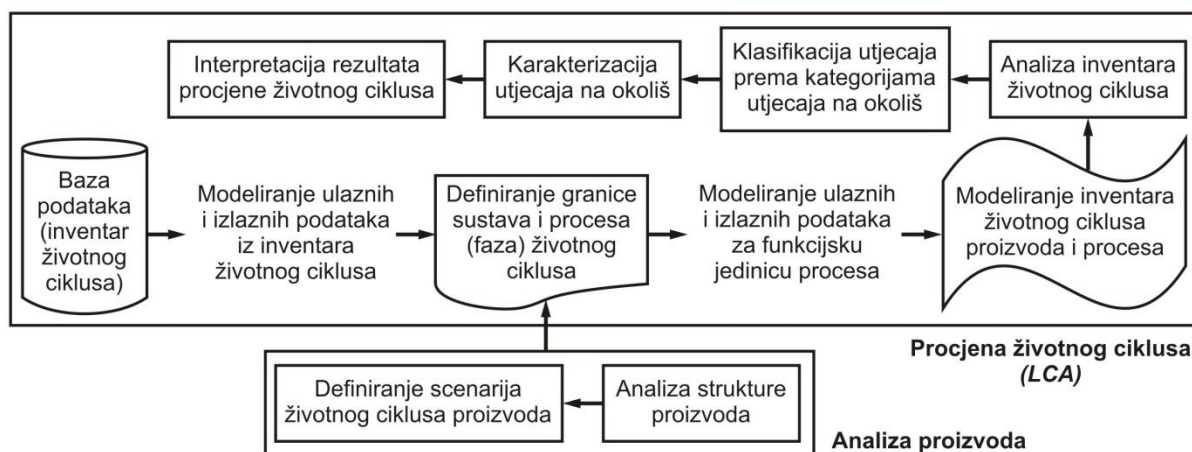 Interpretacija rezultata
procjene životnog ciklusa
Karakterizacija
utjecaja na okoliš
Klasifikacija utjecaja
prema kategorijama
utjecaja na okoliš
Analiza inventara
životnog ciklusa
Baza
podataka
(inventar
životnog
ciklusa)
Modeliranje ulaznih
i izlaznih podataka
iz inventara
životnog ciklusa
Definiranje granice
sustava i procesa
(faza) životnog
ciklusa
Modeliranje ulaznih
i izlaznih podataka
za funkcijsku
jedinicu procesa
Modeliranje inventara
životnog ciklusa
proizvoda i procesa
Procjena životnog ciklusa
(LCA)
Definiranje scenarija
životnog ciklusa proizvoda
Analiza strukture
proizvoda
Analiza proizvoda